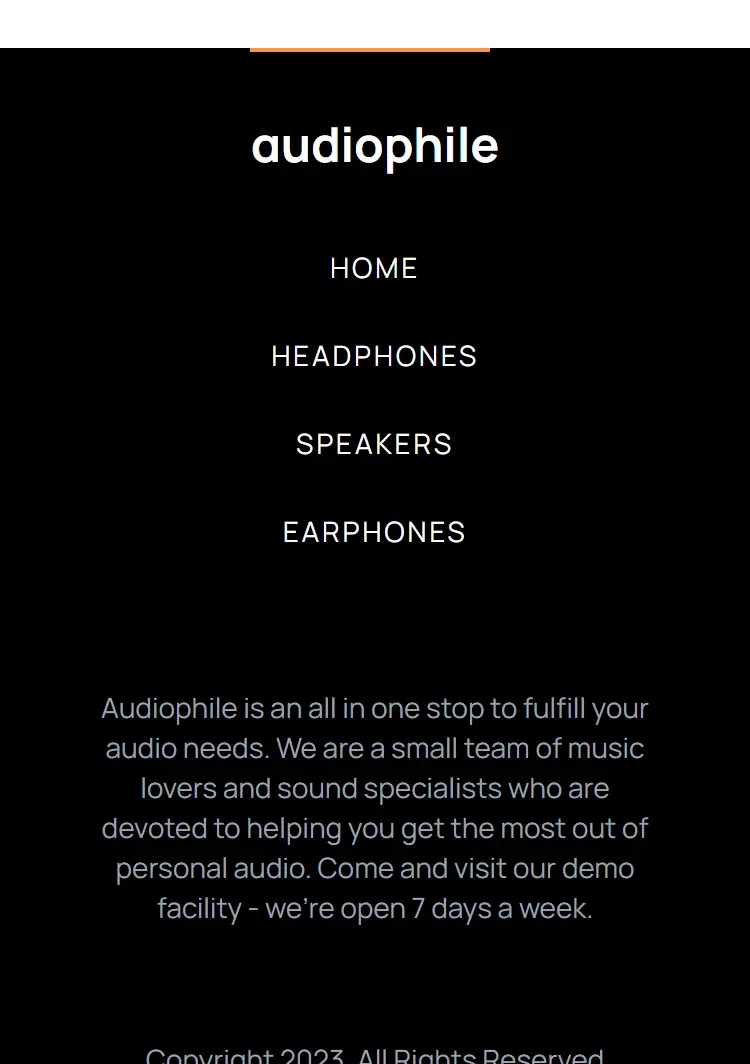 audiophile
HOME
HEADPHONES
SPEAKERS
EARPHONES
Audiophile is an all in one stop to fulfill your
audio needs. We are a small team of music
lovers and sound specialists who are
devoted to helping you get the most out of
personal audio. Come and visit our demo
facility - we’re open 7 days a week.
Copyright 2023. All Rights Reserved